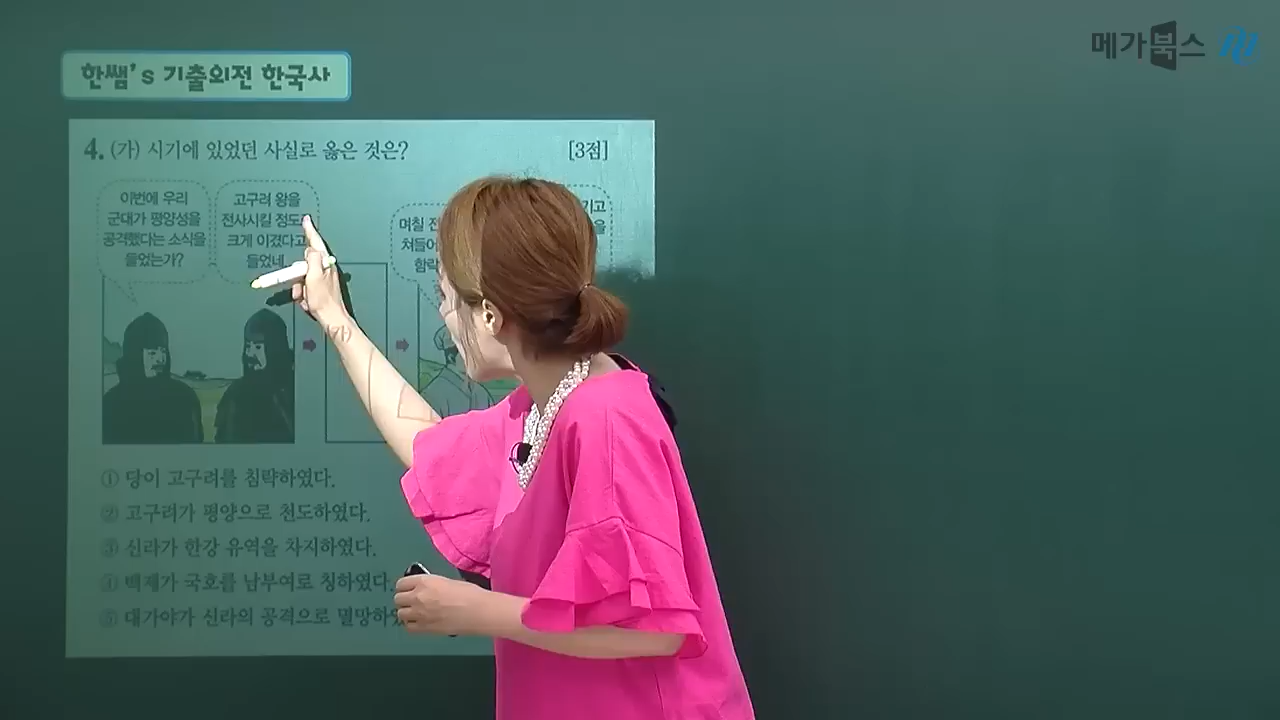 메가북스
한쌤's 기출외전 한국사
4. (가) 시기에 있었던 사실로 옳은 것은? [3점]
이번에 우리
군대가 평양성을
공격했다는 소식을
들었는가?
고구려 왕을
전사시킬 정도
크게 이겼다고
들었네
며칠
쳐들어
함락
① 당이 고구려를 침략하였다.
② 고구려가 평양으로 천도하였다.
③ 신라가 한강 유역을 차지하였다.
④ 백제가 국호를 남부여로 칭하였다.
⑤ 대가야가 신라의 공격으로